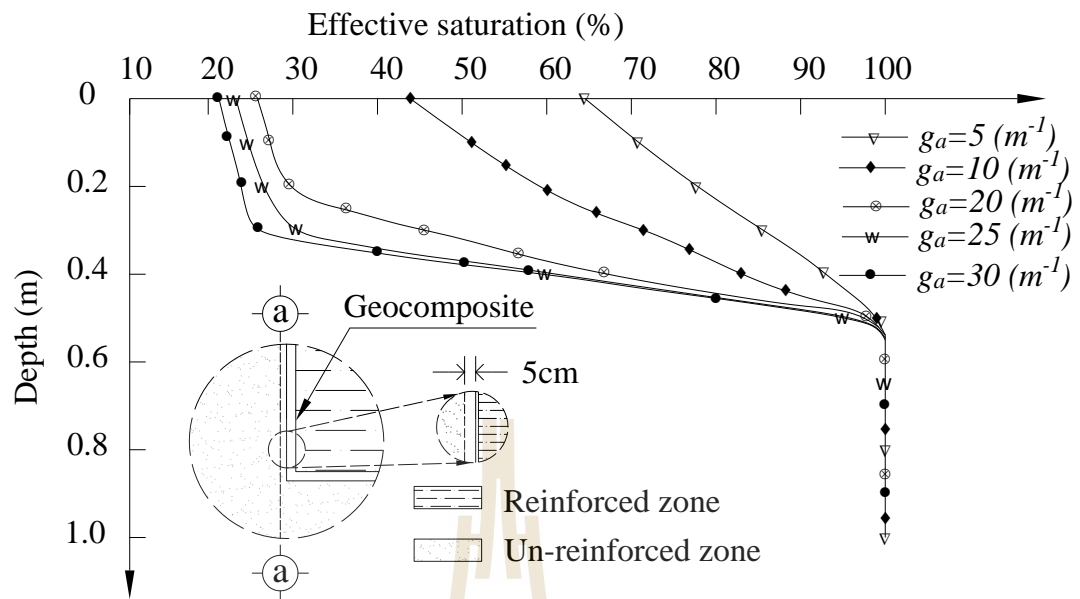 Effective saturation (%)
10 20 30 40 50 60 70 80 90 100
Depth (m)
0
0.2
0.4
0.6
0.8
1.0
gₐ=5 (m⁻¹)
gₐ=10 (m⁻¹)
gₐ=20 (m⁻¹)
gₐ=25 (m⁻¹)
gₐ=30 (m⁻¹)
a
Geocomposite
5cm
Reinforced zone
Un-reinforced zone
a